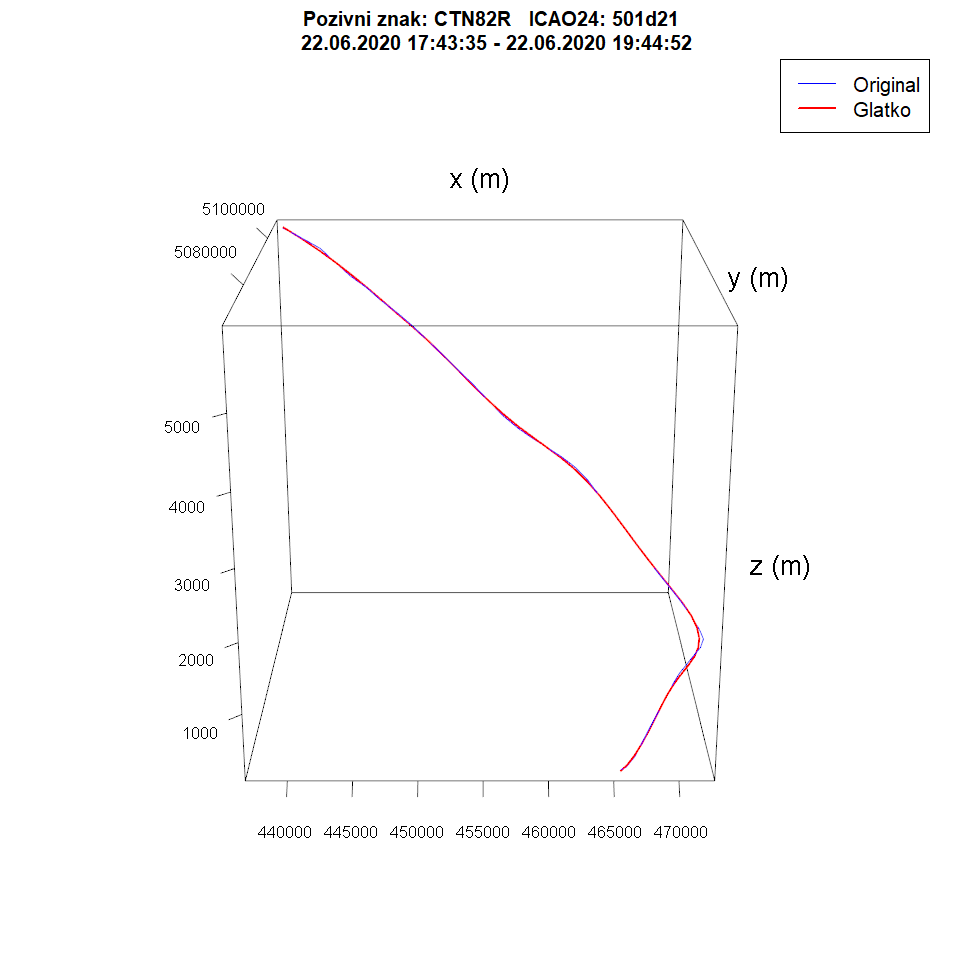 Pozivni znak: CTN82R ICAO24: 501d21
22.06.2020 17:43:35 - 22.06.2020 19:44:52
Original
Glatko
x (m)
5100000
5080000
y (m)
5000
4000
3000
z (m)
2000
1000
440000 445000 450000 455000 460000 465000 470000